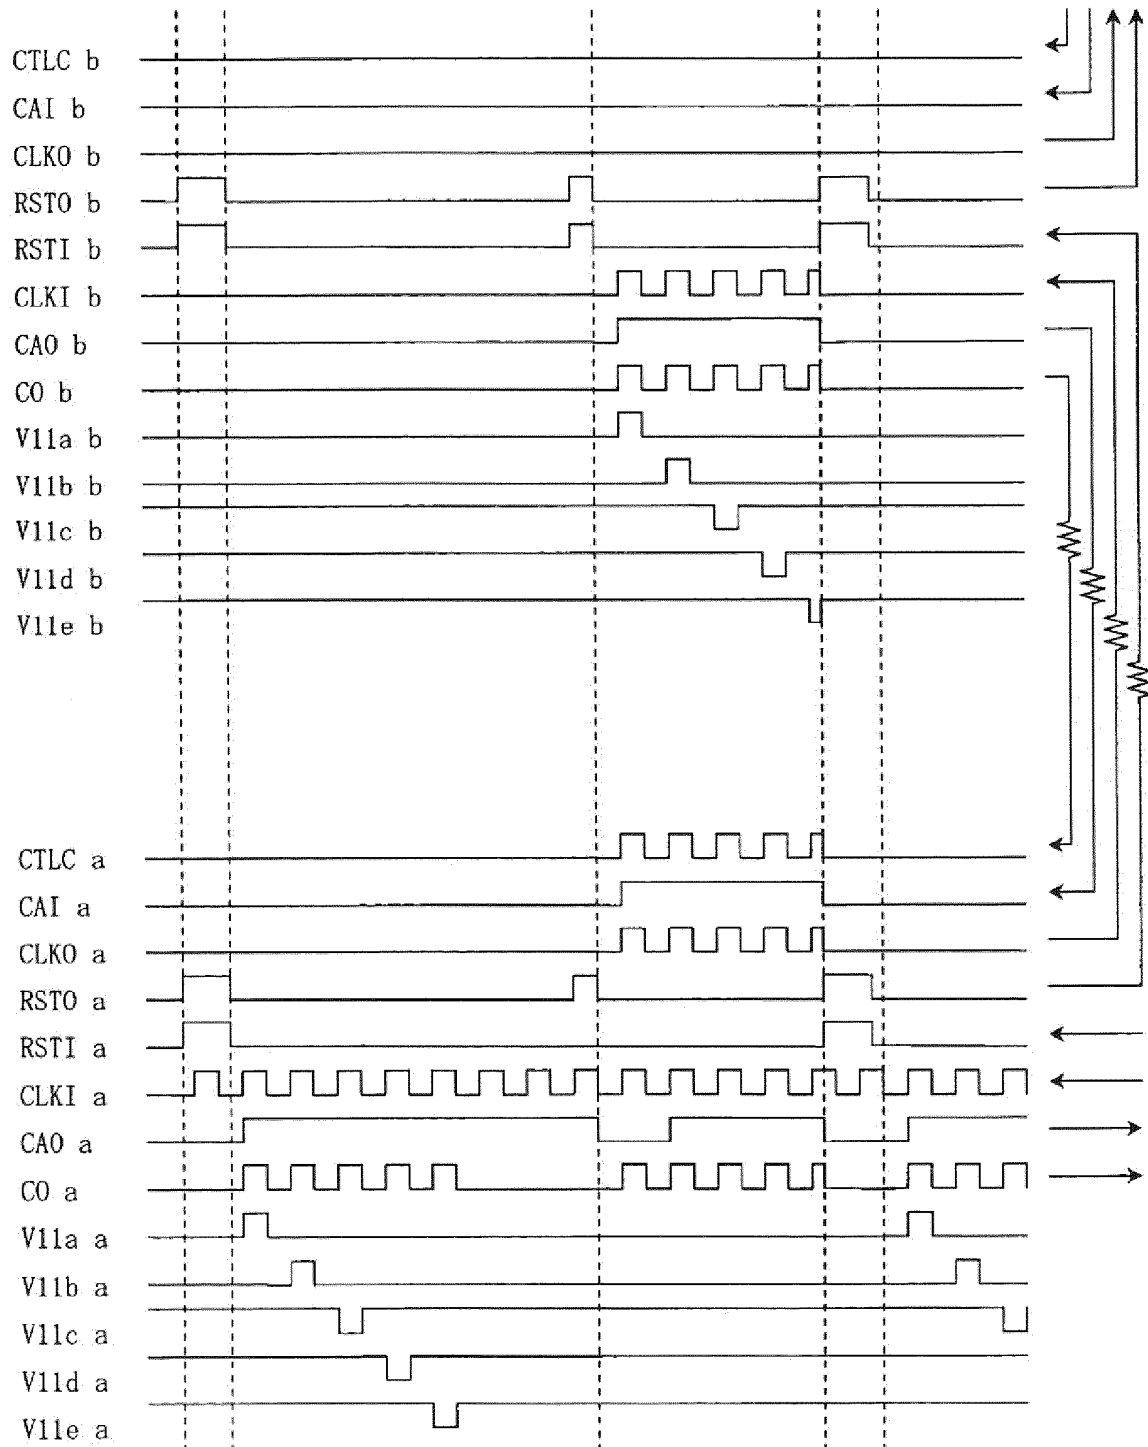 CTLC b
CAI b
CLKO b
RSTO b
RSTI b
CLKI b
CAO b
CO b
V11a b
V11b b
V11c b
V11d b
V11e b
CTLC a
CAI a
CLKO a
RSTO a
RSTI a
CLKI a
CAO a
CO a
V11a a
V11b a
V11c a
V11d a
V11e a